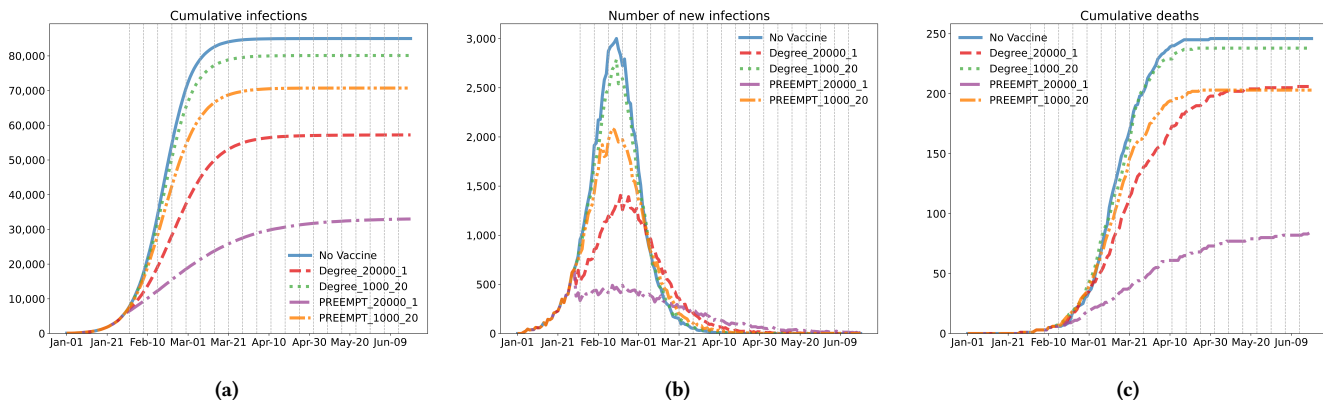 Cumulative infections
80,000
70,000
60,000
50,000
40,000
30,000
20,000
10,000
0
Jan-01 Jan-21 Feb-10 Mar-01 Mar-21 Apr-10 Apr-30 May-20 Jun-09
No Vaccine
Degree_20000_1
Degree_1000_20
PREEMPT_20000_1
PREEMPT_1000_20
(a)
Number of new infections
3,000
2,500
2,000
1,500
1,000
500
0
Jan-01 Jan-21 Feb-10 Mar-01 Mar-21 Apr-10 Apr-30 May-20 Jun-09
No Vaccine
Degree_20000_1
Degree_1000_20
PREEMPT_20000_1
PREEMPT_1000_20
(b)
Cumulative deaths
250
200
150
100
50
0
Jan-01 Jan-21 Feb-10 Mar-01 Mar-21 Apr-10 Apr-30 May-20 Jun-09
No Vaccine
Degree_20000_1
Degree_1000_20
PREEMPT_20000_1
PREEMPT_1000_20
(c)